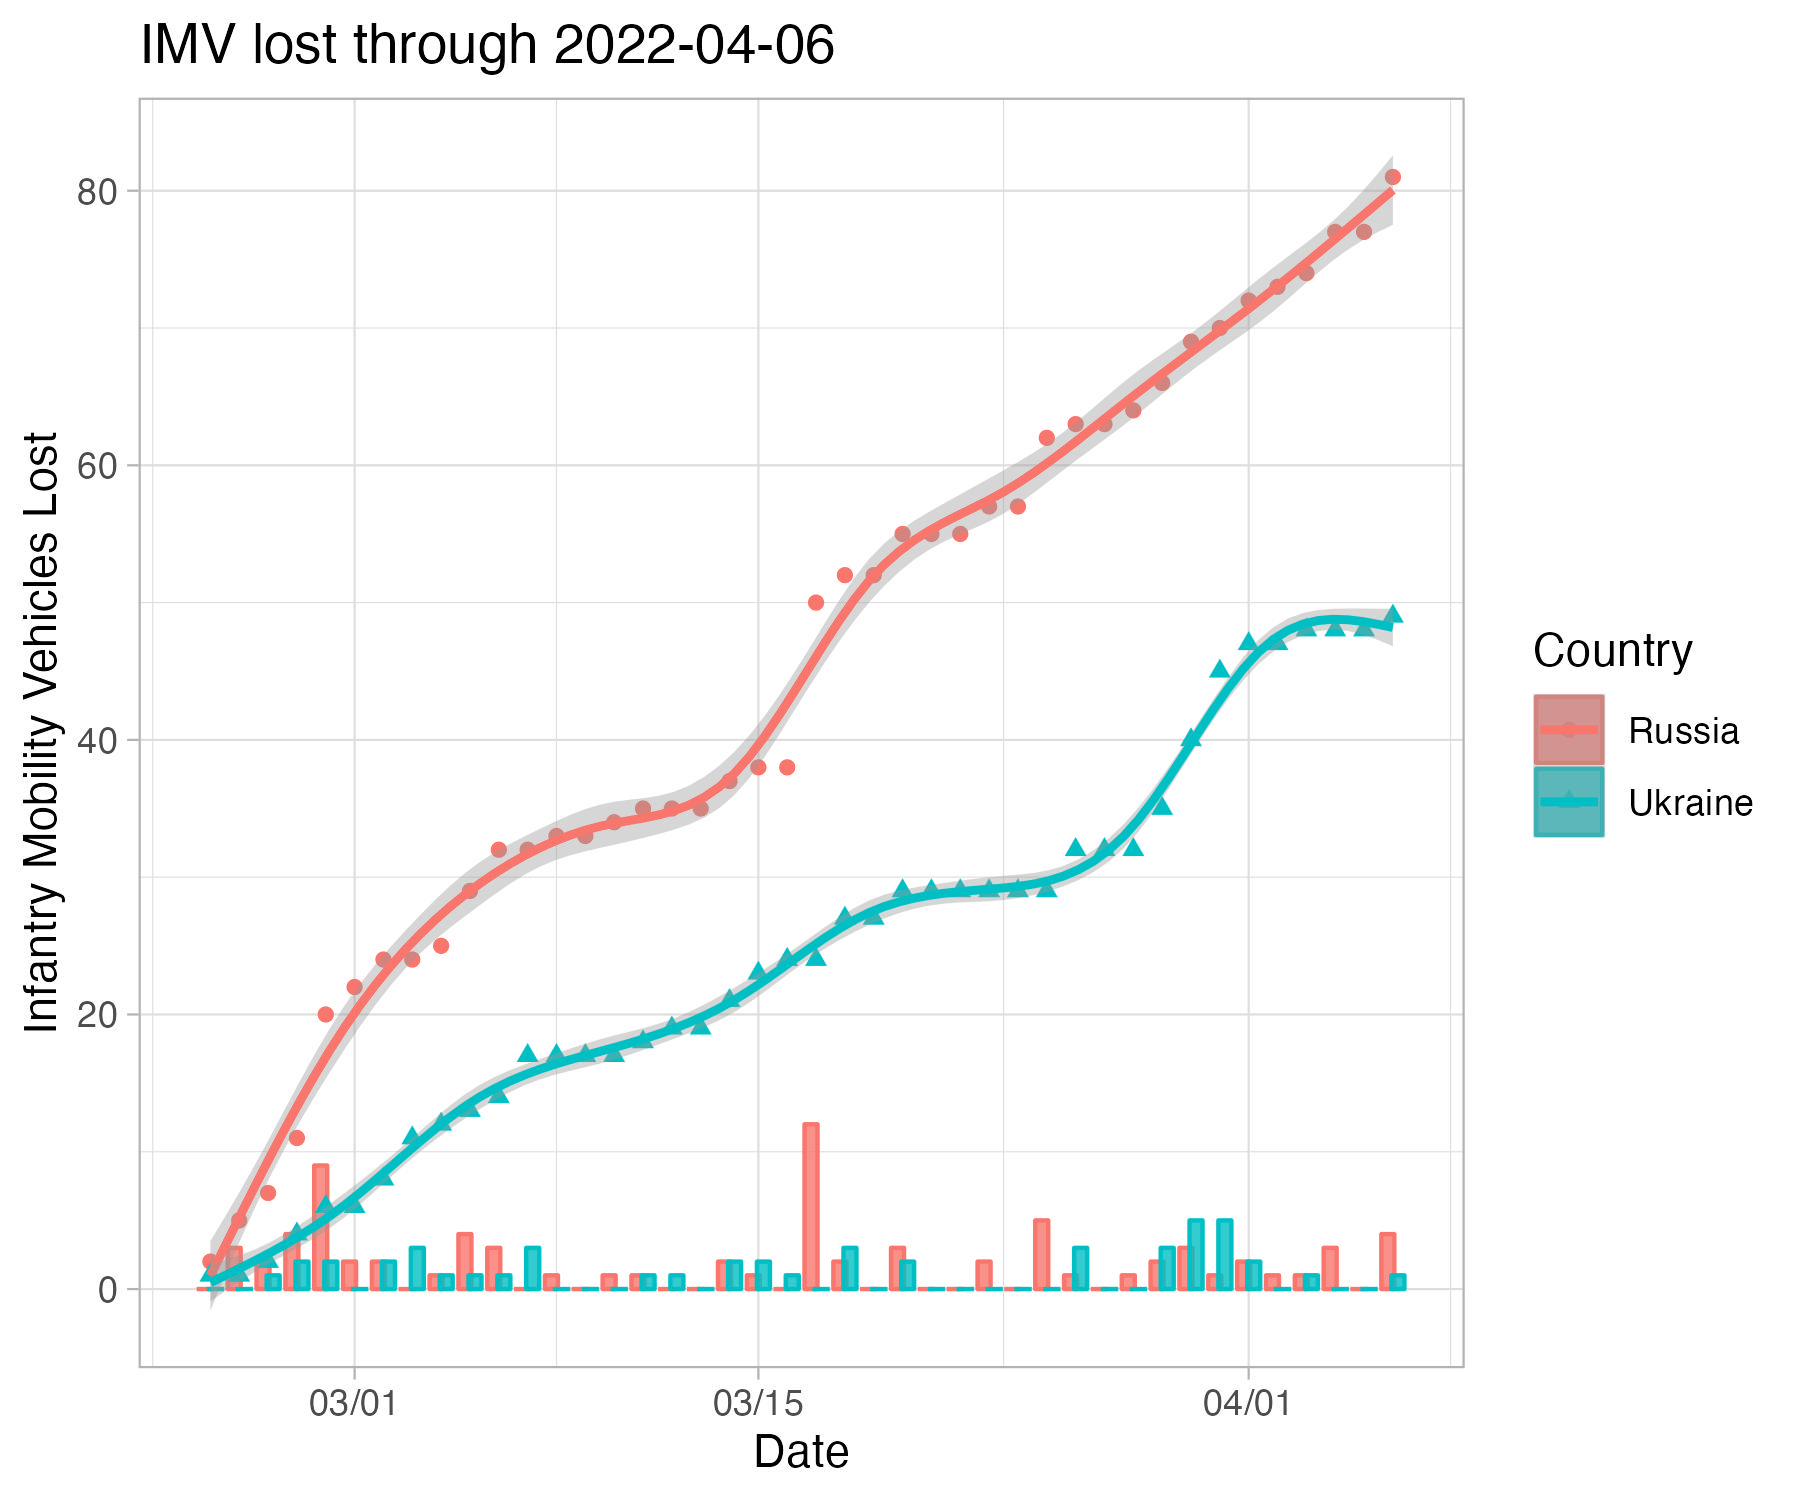 IMV lost through 2022-04-06
Infantry Mobility Vehicles Lost
80
60
40
20
0
03/01
03/15
04/01
Date
Country
Russia
Ukraine